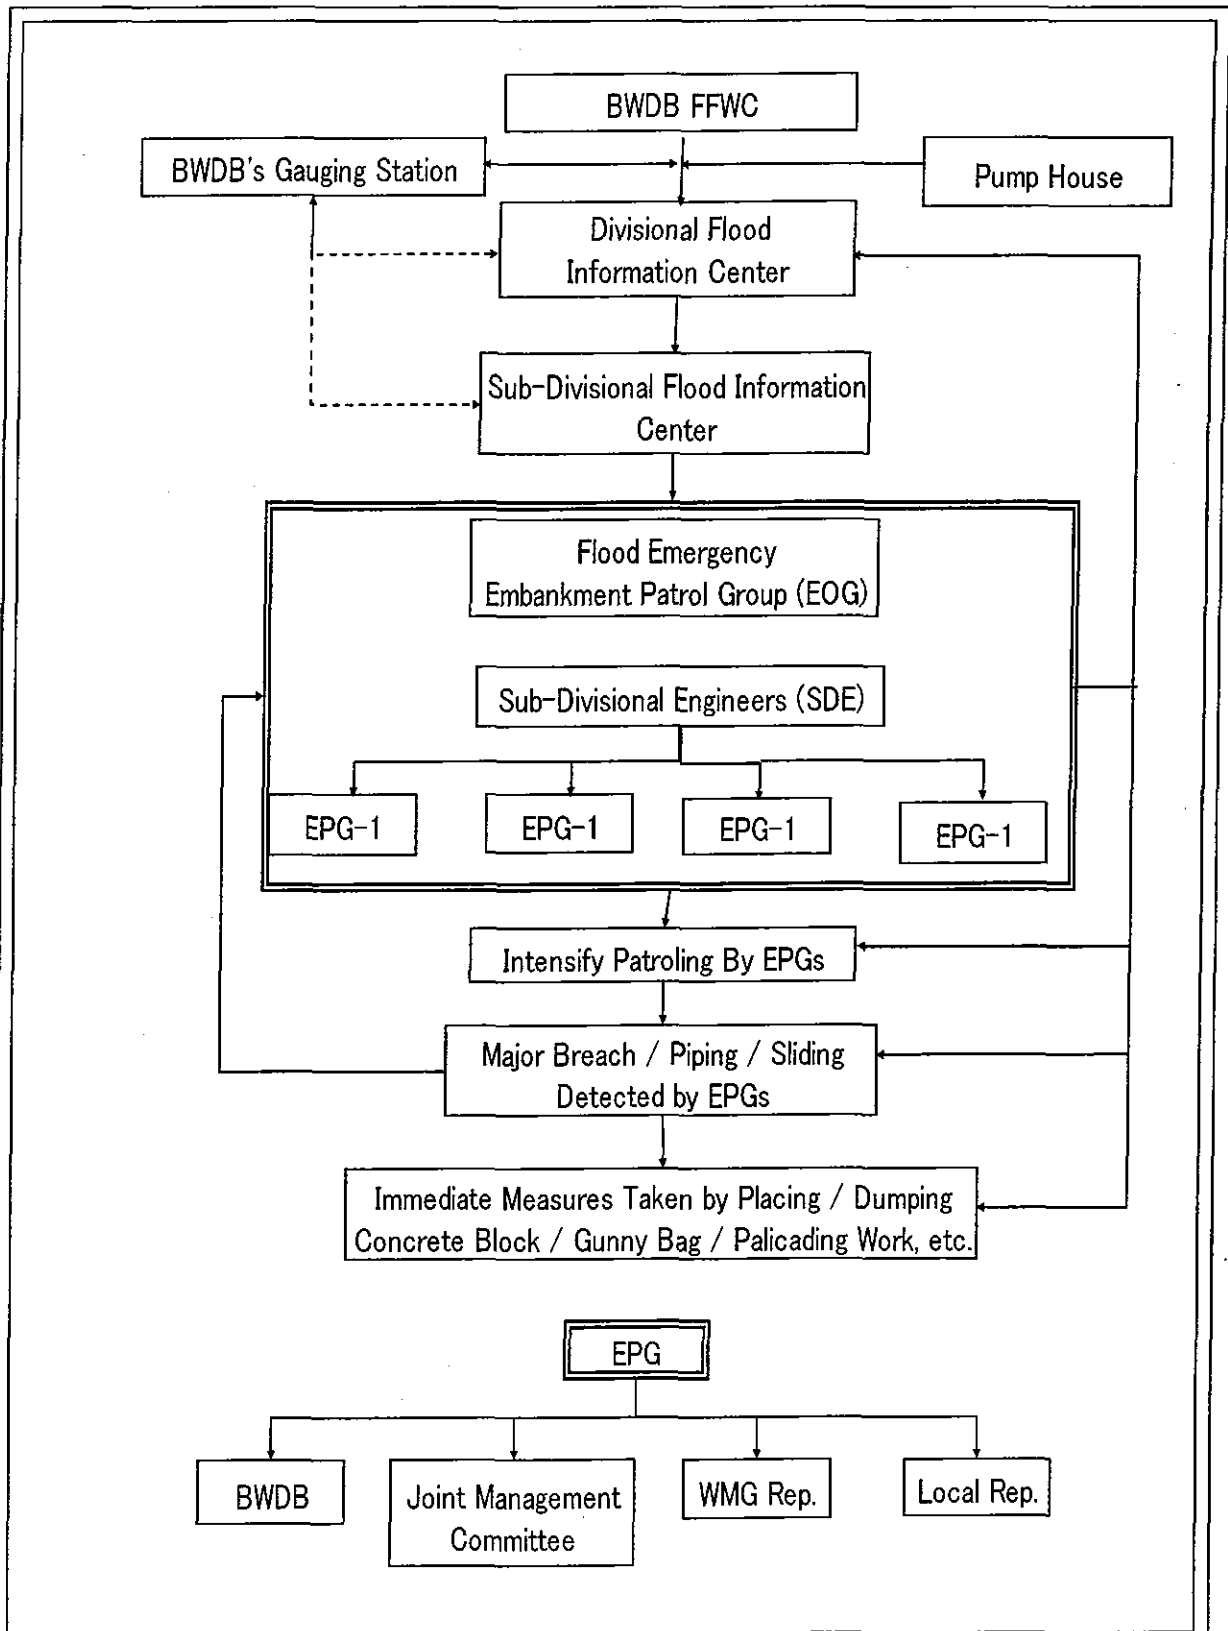 BWDB FFWC
BWDB's Gauging Station
Pump House
Divisional Flood
Information Center
Sub-Divisional Flood Information
Center
Flood Emergency
Embankment Patrol Group (EOG)
Sub-Divisional Engineers (SDE)
EPG-1
EPG-1
EPG-1
EPG-1
Intensify Patroling By EPGs
Major Breach / Piping / Sliding
Detected by EPGs
Immediate Measures Taken by Placing / Dumping
Concrete Block / Gunny Bag / Palicading Work, etc.
EPG
BWDB
Joint Management
Committee
WMG Rep.
Local Rep.